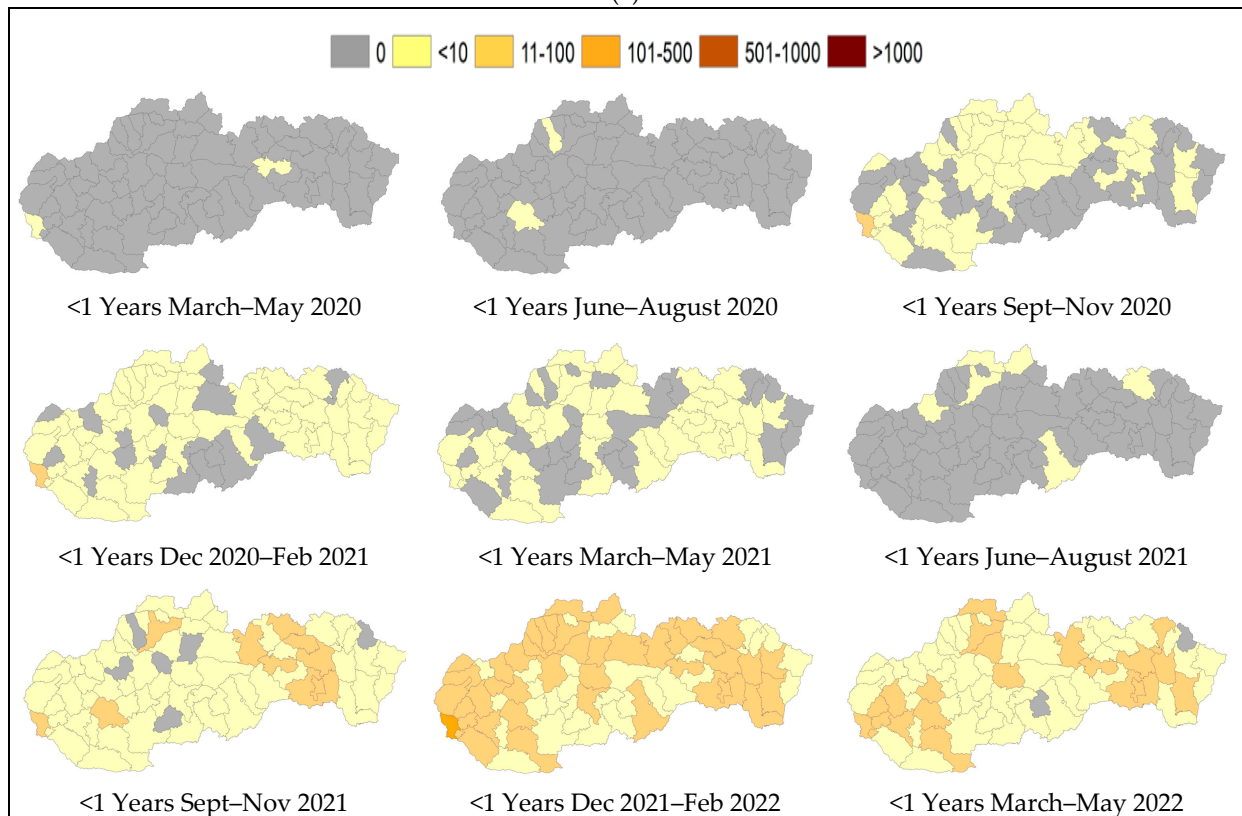 0 <10 11-100 101-500 501-1000 >1000
<1 Years March–May 2020 <1 Years June–August 2020 <1 Years Sept–Nov 2020
<1 Years Dec 2020–Feb 2021 <1 Years March–May 2021 <1 Years June–August 2021
<1 Years Sept–Nov 2021 <1 Years Dec 2021–Feb 2022 <1 Years March–May 2022